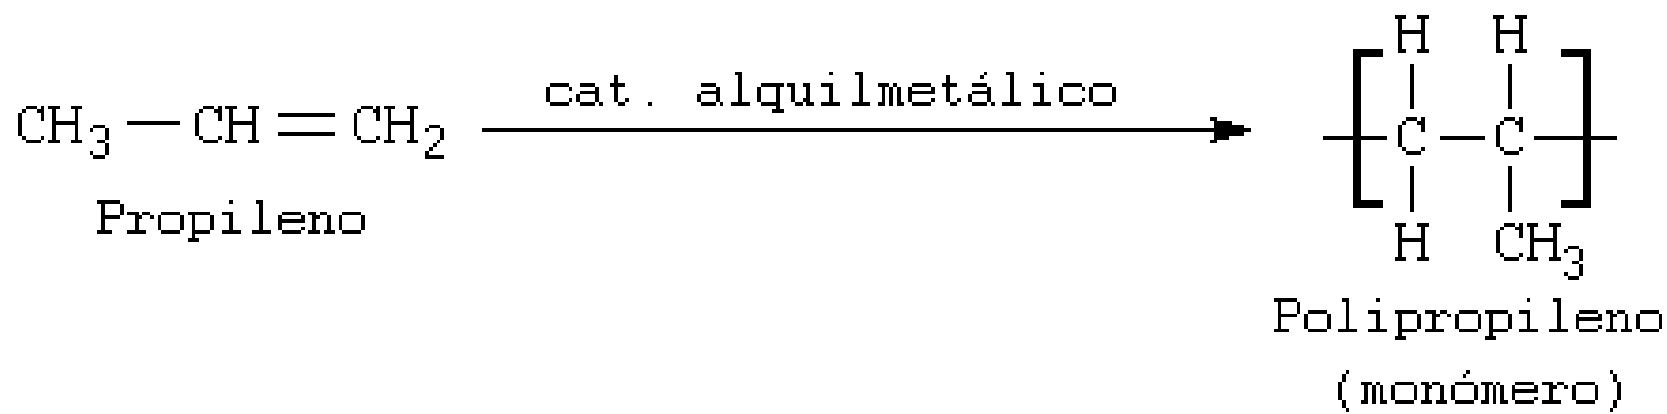 H H
cat. alquilmetálico
CH₃—CH=CH₂
C—C
Propileno
H CH₃
Polipropileno
(monómero)